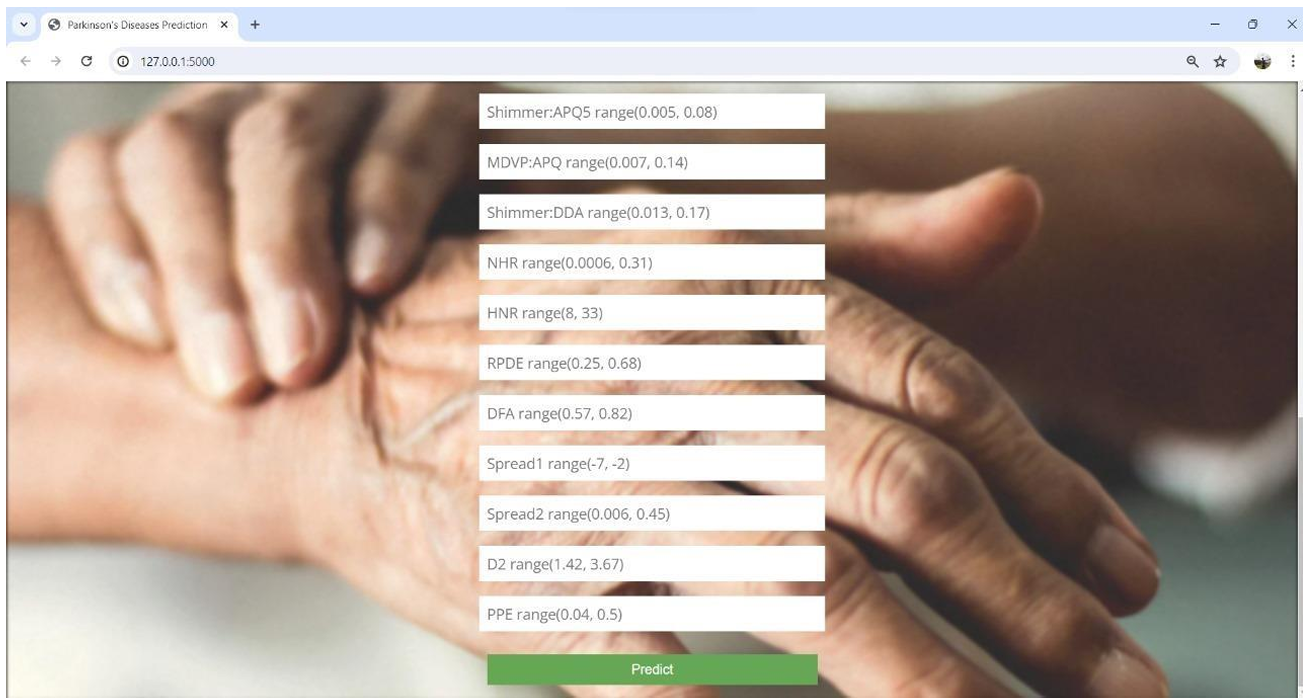 Parkinson's Diseases Prediction
127.0.0.1:5000
Shimmer:APQ5 range(0.005, 0.08)
MDVP:APQ range(0.007, 0.14)
Shimmer:DDA range(0.013, 0.17)
NHR range(0.0006, 0.31)
HNR range(8, 33)
RPDE range(0.25, 0.68)
DFA range(0.57, 0.82)
Spread1 range(-7, -2)
Spread2 range(0.006, 0.45)
D2 range(1.42, 3.67)
PPE range(0.04, 0.5)
Predict